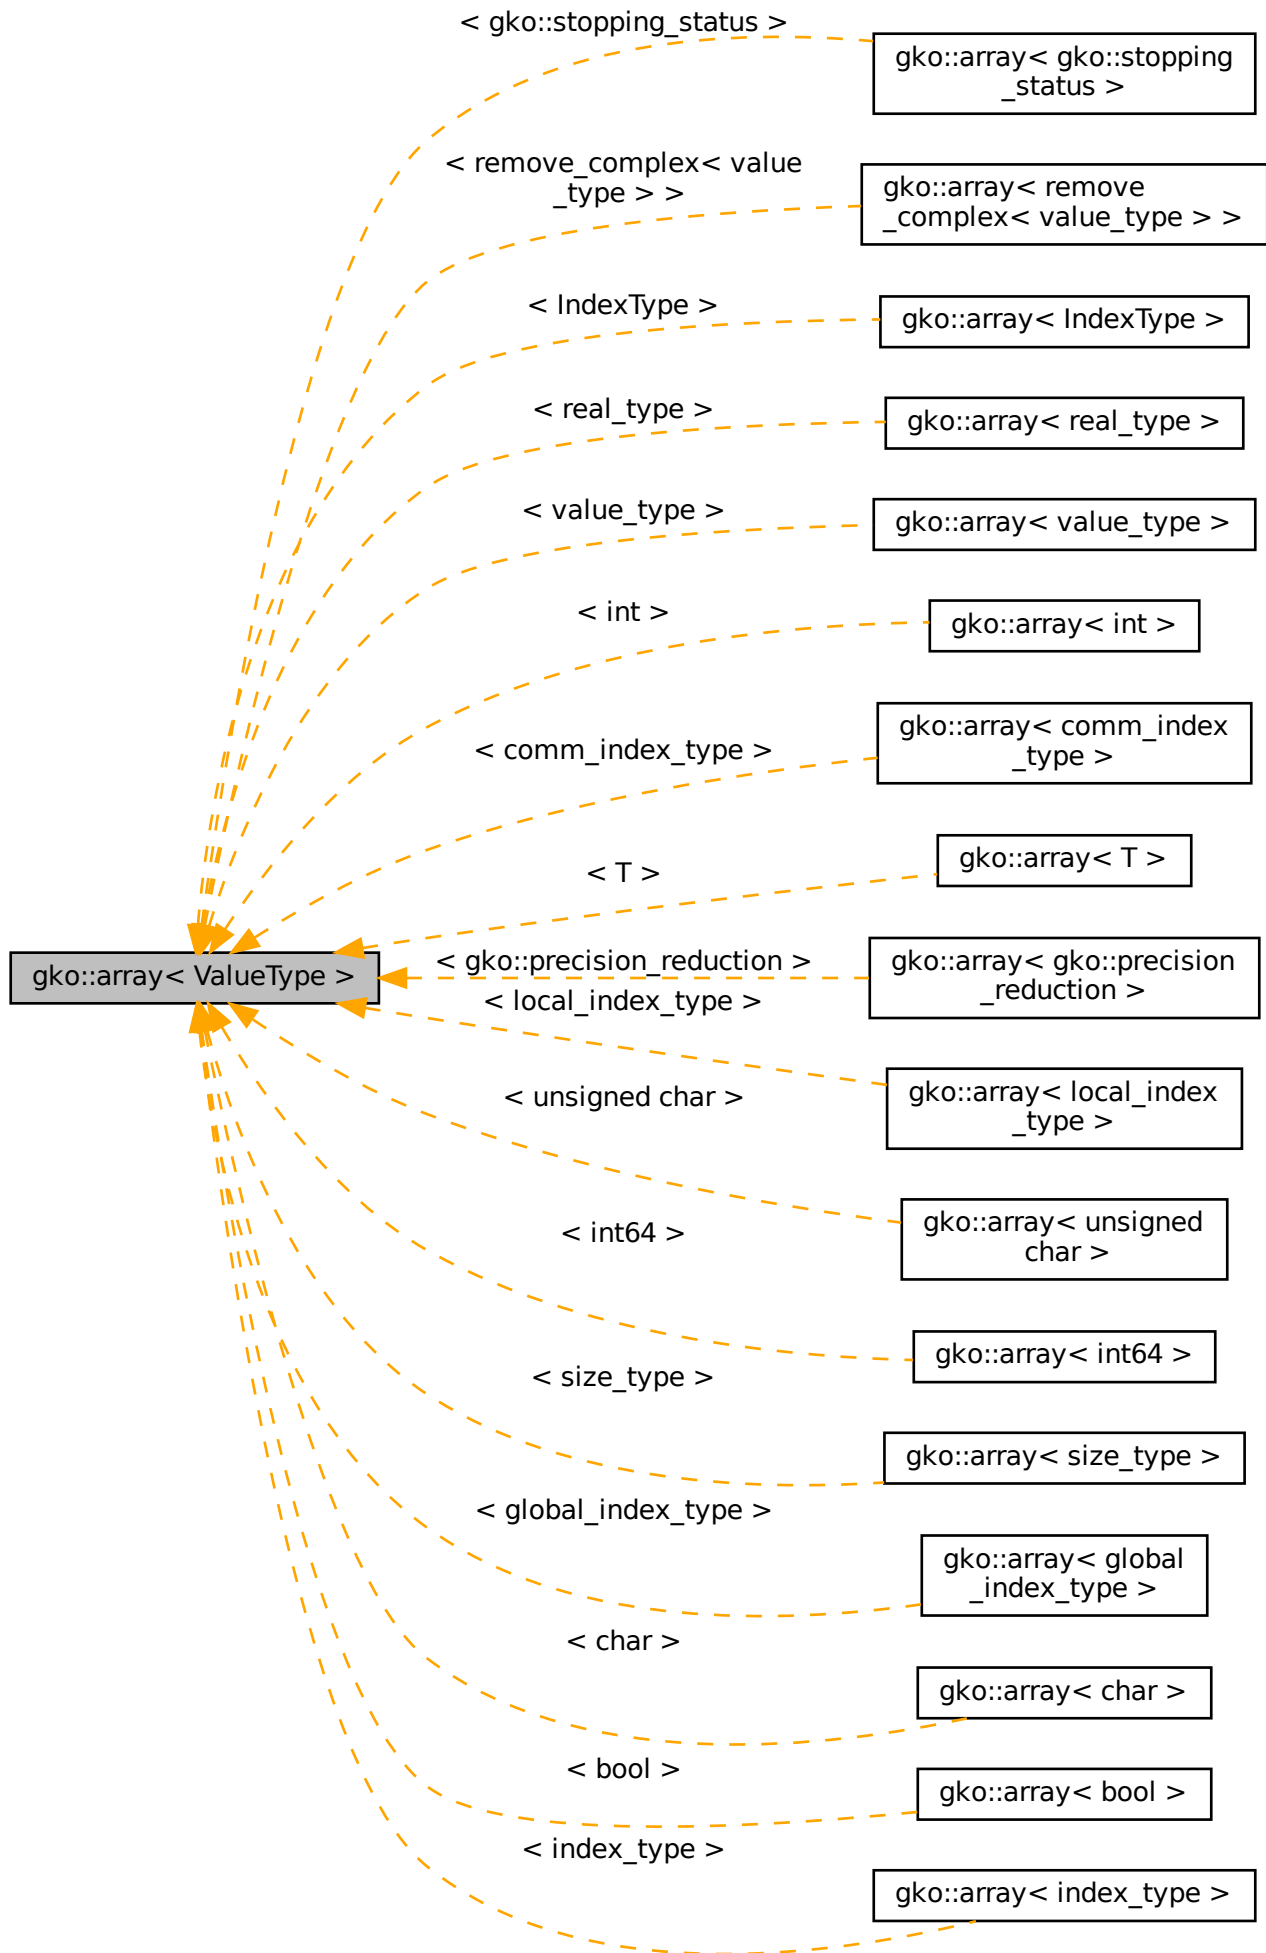 < gko::stopping_status >
gko::array< gko::stopping
_status >
< remove_complex< value
_type > >
gko::array< remove
_complex< value_type > >
< IndexType >
gko::array< IndexType >
< real_type >
gko::array< real_type >
< value_type >
gko::array< value_type >
< int >
gko::array< int >
< comm_index_type >
gko::array< comm_index
_type >
< T >
gko::array< T >
gko::array< ValueType >
< gko::precision_reduction >
gko::array< gko::precision
_reduction >
< local_index_type >
gko::array< local_index
_type >
< unsigned char >
gko::array< unsigned
char >
< int64 >
gko::array< int64 >
< size_type >
gko::array< size_type >
< global_index_type >
gko::array< global
_index_type >
< char >
gko::array< char >
< bool >
gko::array< bool >
< index_type >
gko::array< index_type >